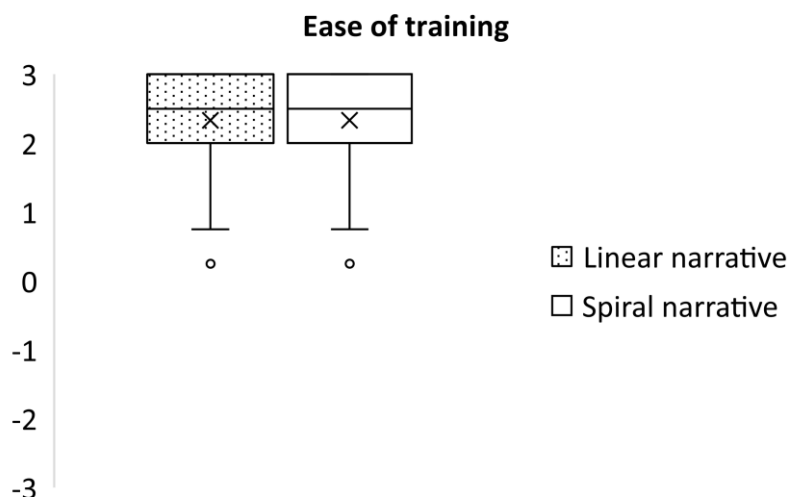 Ease of training
3
2
1
0
-1
-2
-3
Linear narrative
Spiral narrative